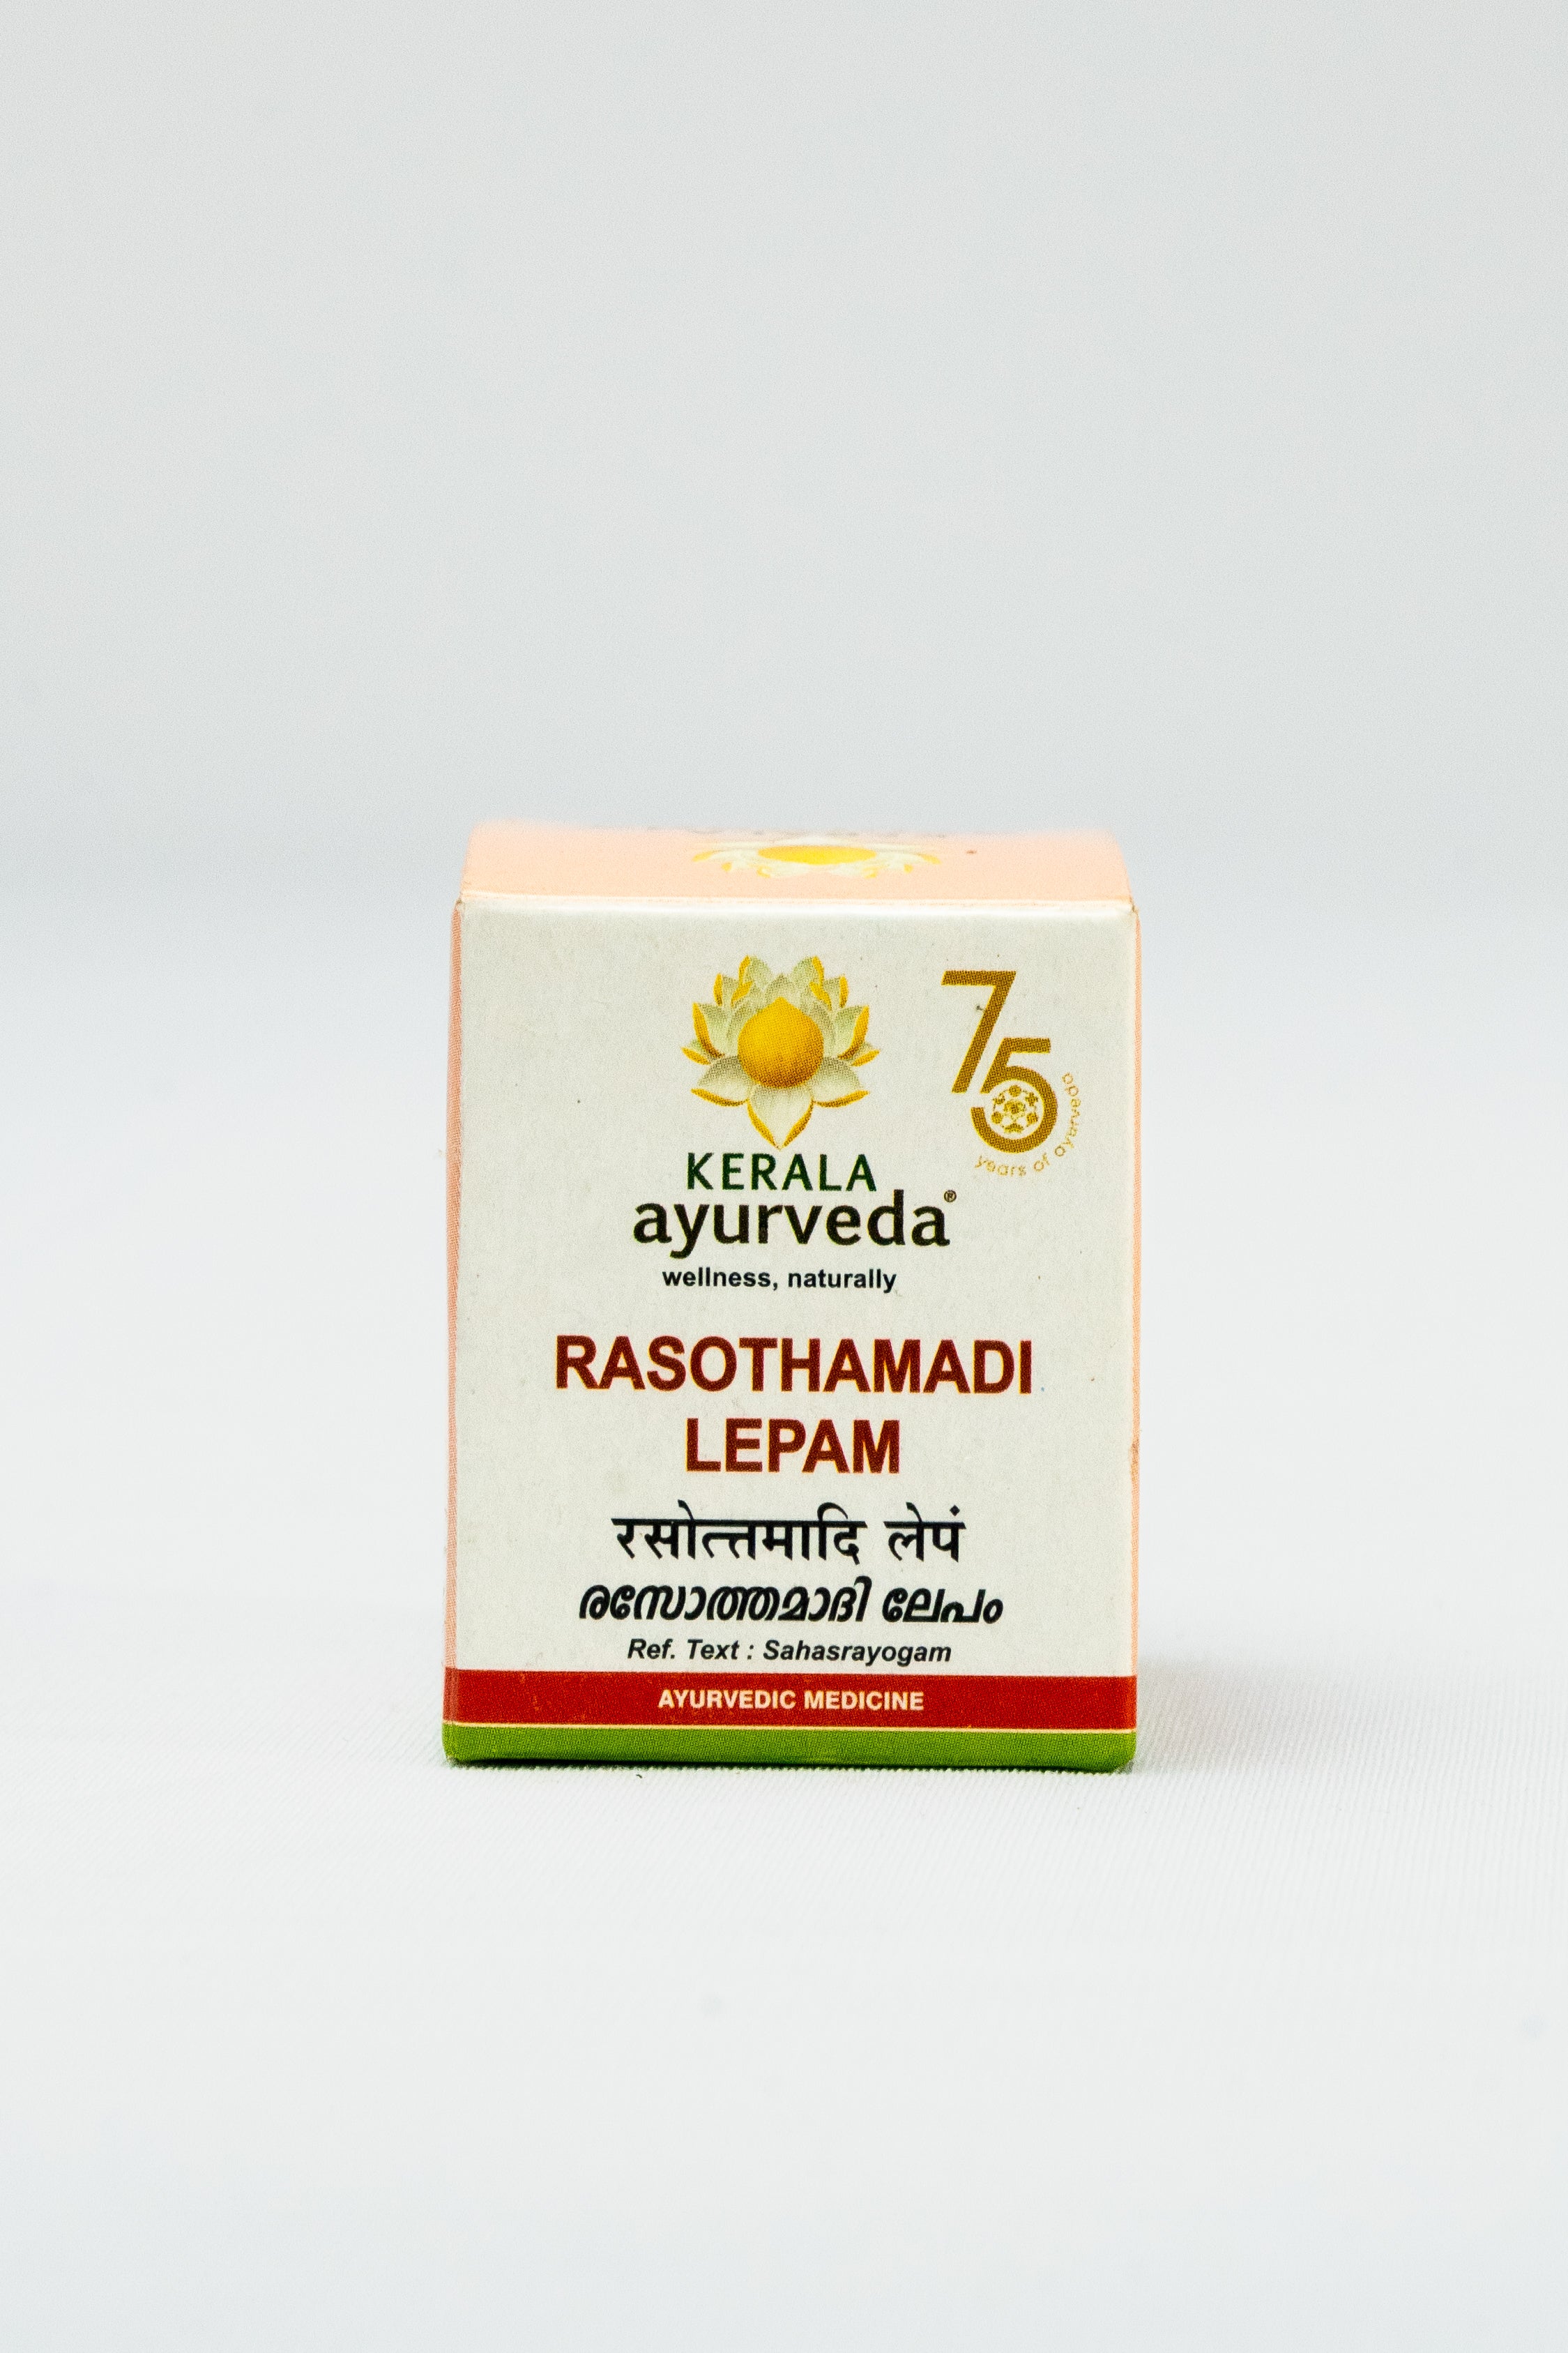 75
years of ayurveda
KERALA
ayurveda®
wellness, naturally
RASOTHAMADI
LEPAM
रसोत्तमादि लेपं
രസോത്തമാദി ലേപം
Ref. Text : Sahasrayogam
AYURVEDIC MEDICINE